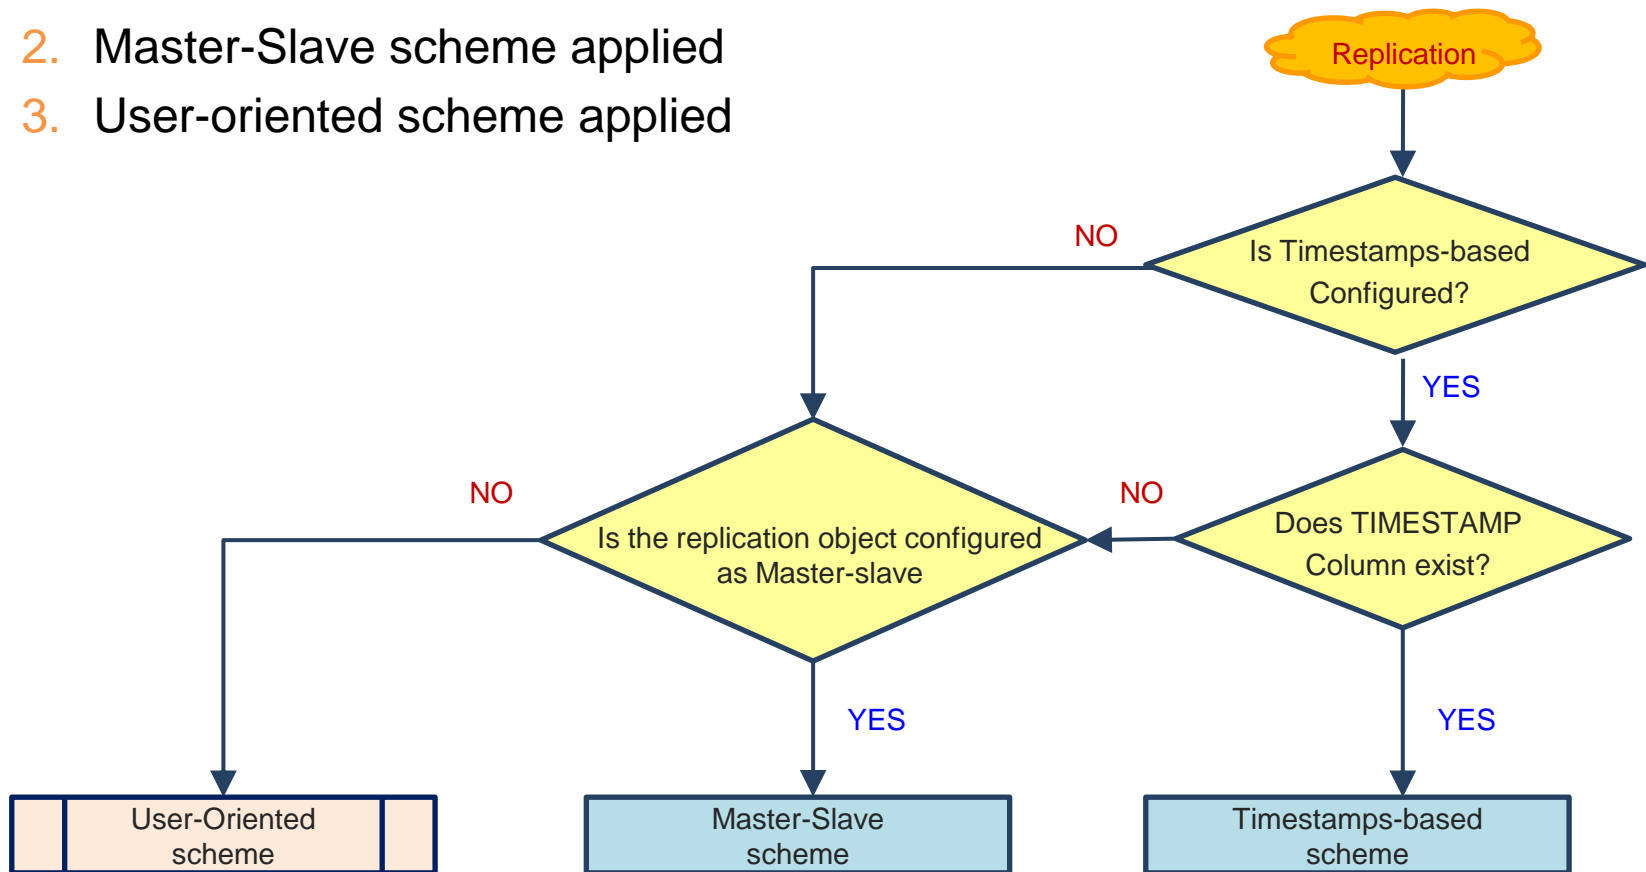 2. Master-Slave scheme applied
3. User-oriented scheme applied
Replication
NO
Is Timestamps-based
Configured?
YES
NO
Is the replication object configured
as Master-slave
NO
Does TIMESTAMP
Column exist?
YES
YES
User-Oriented
scheme
Master-Slave
scheme
Timestamps-based
scheme